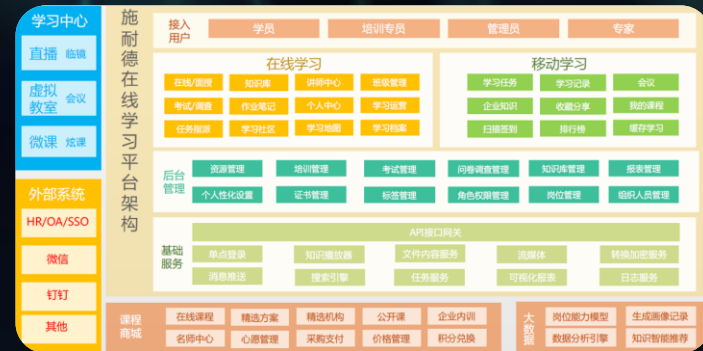 学习中心
直播 临镜
虚拟
教室 会议
微课 炫课
外部系统
HR/OA/SSO
微信
钉钉
其他
施耐德在线学习平台架构
接入
用户
学员
培训专员
管理员
专家
在线学习
在线/面授
知识库
讲师中心
班级管理
考试/调查
作业笔记
个人中心
学习运营
任务指派
学习社区
学习地图
学习档案
移动学习
学习任务
学习记录
会议
企业知识
收藏分享
我的课程
扫描签到
排行榜
缓存学习
后台
管理
资源管理
培训管理
考试管理
问卷调查管理
知识库管理
报表管理
个人性化设置
证书管理
标签管理
角色权限管理
岗位管理
组织人员管理
基础
服务
API接口网关
单点登录
知识播放器
文件内容服务
流媒体
转换加密服务
消息推送
搜索引擎
任务服务
可视化报表
日志服务
课程
商城
在线课程
精选方案
精选机构
公开课
企业内训
名师中心
心愿管理
采购支付
价格管理
积分兑换
大数据
岗位能力模型
生成画像记录
数据分析引擎
知识智能推荐